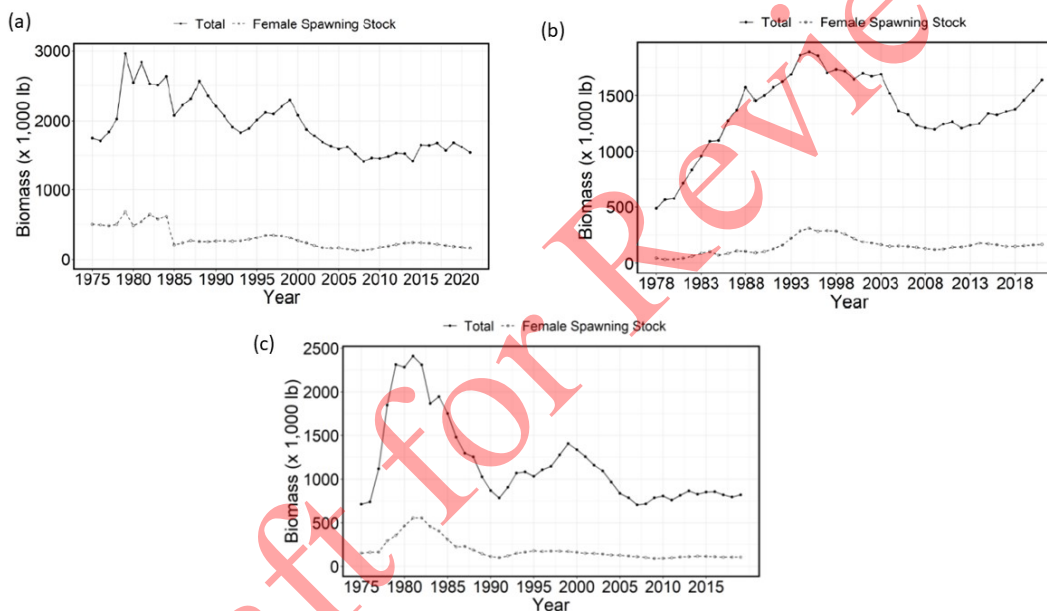 (a)
Total Female Spawning Stock
Biomass (x 1,000 lb)
3000
2000
1000
0
1975 1980 1985 1990 1995 2000 2005 2010 2015 2020
Year
(b)
Total Female Spawning Stock
Biomass (x 1,000 lb)
1500
1000
500
0
1978 1983 1988 1993 1998 2003 2008 2013 2018
Year
(c)
Total Female Spawning Stock
Biomass (x 1,000 lb)
2500
2000
1500
1000
500
0
1975 1980 1985 1990 1995 2000 2005 2010 2015
Year
for Revie